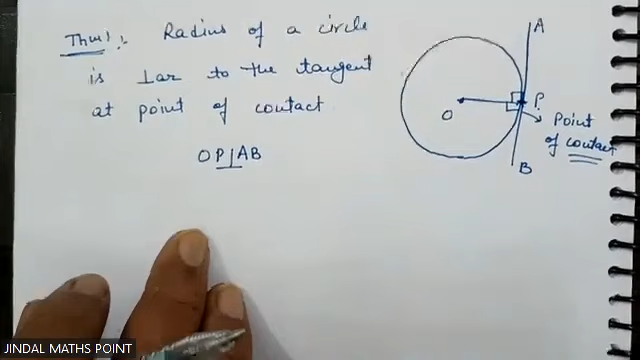 Thm! :- Radius of a circle
is ⊥ar to the tangent
at point of contact
OP⊥AB
A
O
P.
Point
of contact
B
JINDAL MATHS POINT